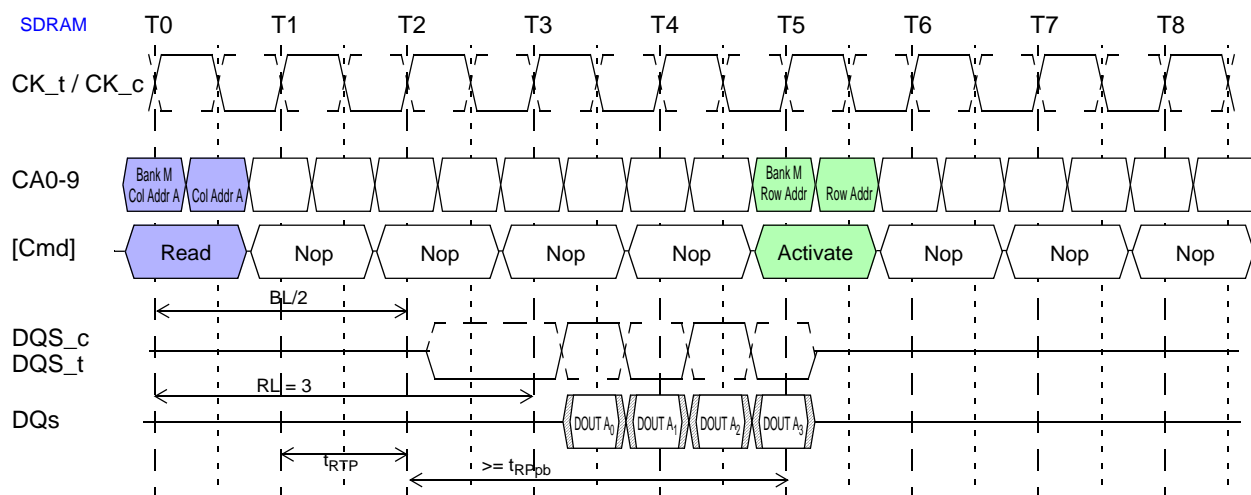 SDRAM T0 T1 T2 T3 T4 T5 T6 T7 T8
CK_t / CK_c
CA0-9
Bank M
Col Addr A
Col Addr A
Bank M
Row Addr
Row Addr
[Cmd] Read Nop Nop Nop Nop Activate Nop Nop Nop
BL/2
DQS_c
DQS_t
RL = 3
DQs DOUT A0 DOUT A1 DOUT A2 DOUT A3
tRTP >= tRPpb